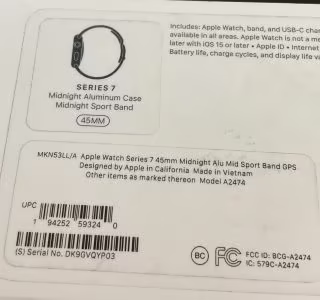 Includes: Apple Watch, band, and USB-C
available in all areas. Apple Watch is not a
later with iOS 15 or later • Apple ID • Internet
Battery life, charge cycles, and display life
SERIES 7
Midnight Aluminum Case
Midnight Sport Band
45MM
MKN53LL/A Apple Watch Series 7 45mm Midnight Alu Mid Sport Band GPS
Designed by Apple in California Made in Vietnam
Other items as marked thereon Model A2474
UPC
1 94252 59324 0
(S) Serial No. DK9GVQYP03
BC FC FCC ID: BCG-A2474
IC: 579C-A2474